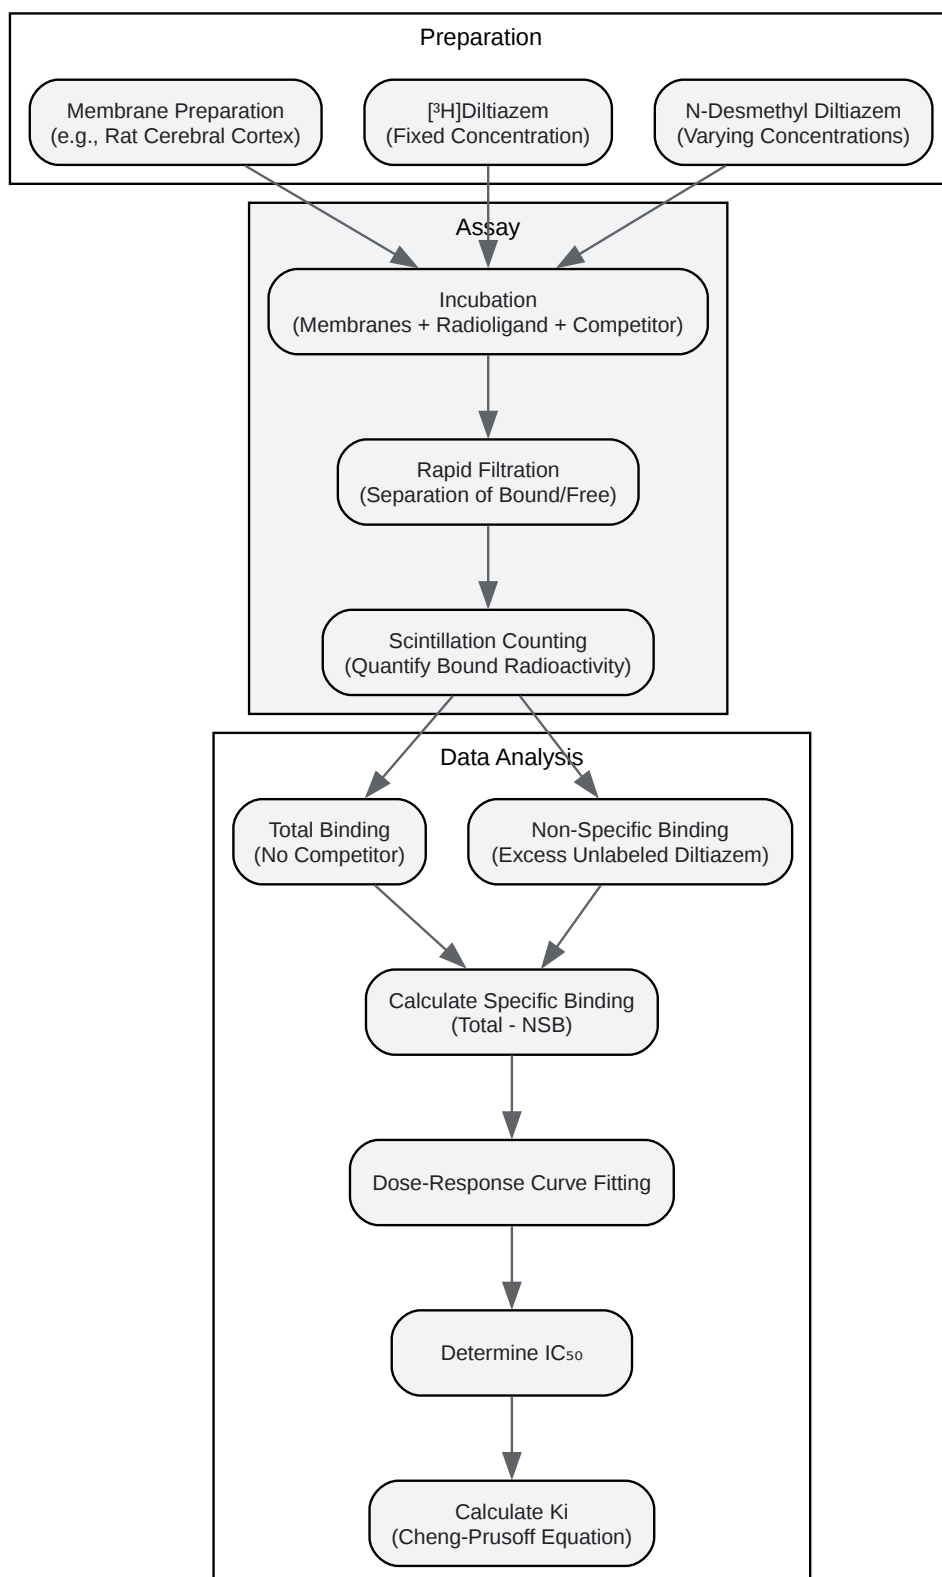 Preparation
Membrane Preparation
(e.g., Rat Cerebral Cortex)
[³H]Diltiazem
(Fixed Concentration)
N-Desmethyl Diltiazem
(Varying Concentrations)
Assay
Incubation
(Membranes + Radioligand + Competitor)
Rapid Filtration
(Separation of Bound/Free)
Scintillation Counting
(Quantify Bound Radioactivity)
Data Analysis
Total Binding
(No Competitor)
Non-Specific Binding
(Excess Unlabeled Diltiazem)
Calculate Specific Binding
(Total - NSB)
Dose-Response Curve Fitting
Determine IC₅₀
Calculate Ki
(Cheng-Prusoff Equation)